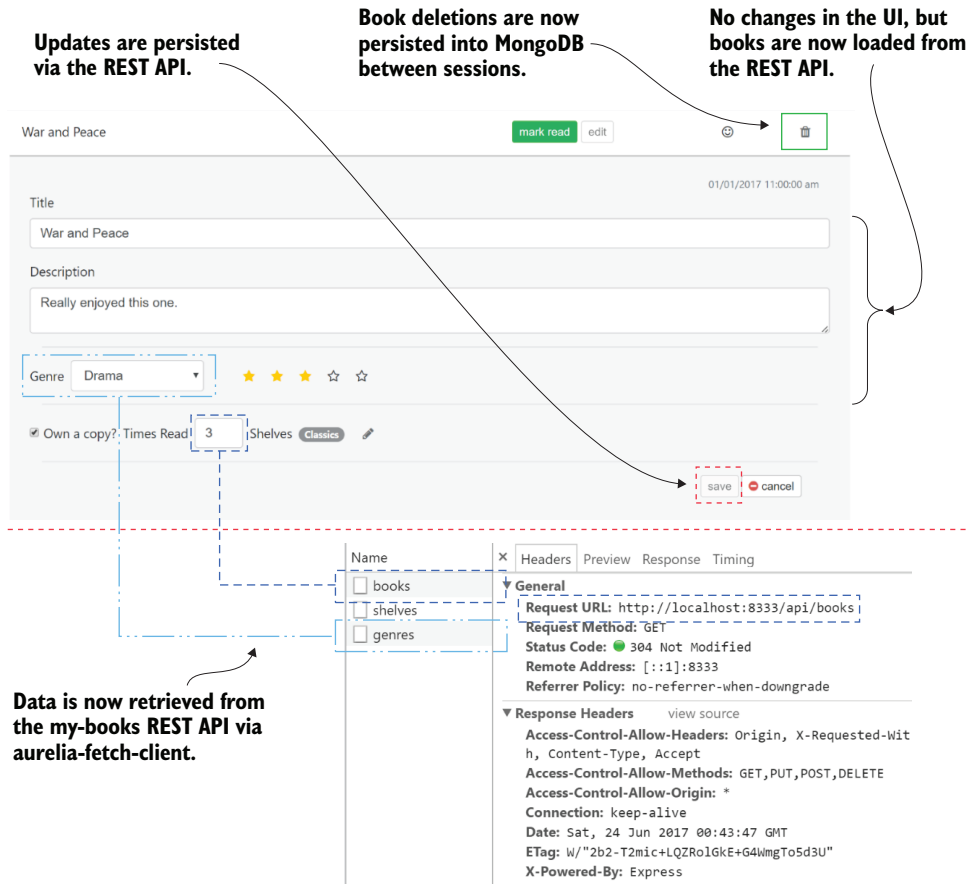 Updates are persisted
via the REST API.
Book deletions are now
persisted into MongoDB
between sessions.
No changes in the UI, but
books are now loaded from
the REST API.
War and Peace
mark read
edit
01/01/2017 11:00:00 am
Title
War and Peace
Description
Really enjoyed this one.
Genre Drama
Own a copy? Times Read 3 Shelves Classics
save cancel
Data is now retrieved from
the my-books REST API via
aurelia-fetch-client.
Name
books
shelves
genres
× Headers Preview Response Timing
General
Request URL: http://localhost:8333/api/books
Request Method: GET
Status Code: 304 Not Modified
Remote Address: [::1]:8333
Referrer Policy: no-referrer-when-downgrade
Response Headers view source
Access-Control-Allow-Headers: Origin, X-Requested-Wit
h, Content-Type, Accept
Access-Control-Allow-Methods: GET,PUT,POST,DELETE
Access-Control-Allow-Origin: *
Connection: keep-alive
Date: Sat, 24 Jun 2017 00:43:47 GMT
ETag: W/"2b2-T2mic+LQZRolGkE+G4WmgTo5d3U"
X-Powered-By: Express